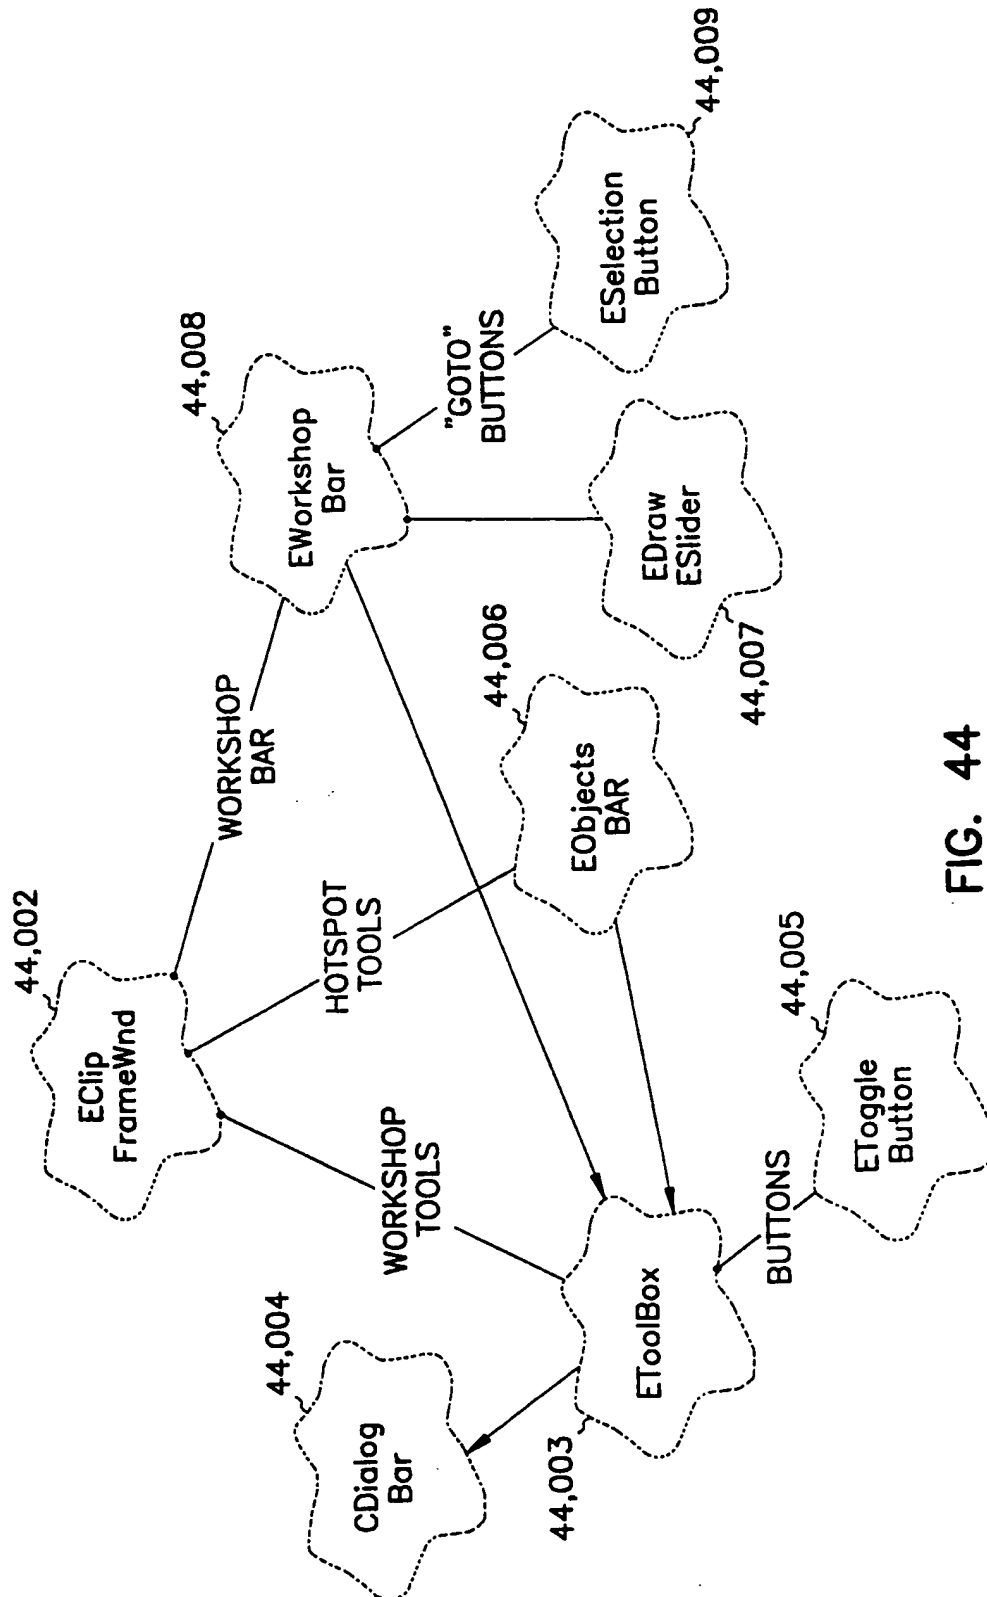 44,002
EClip
FrameWnd
WORKSHOP
BAR
44,008
EWorkshop
Bar
HOTSPOT
TOOLS
WORKSHOP
TOOLS
"GOTO"
BUTTONS
44,004
CDialog
Bar
44,003
EToolBox
BUTTONS
44,005
EToggle
Button
44,006
EObjects
BAR
44,007
EDraw
ESlider
44,009
ESelection
Button
FIG. 44